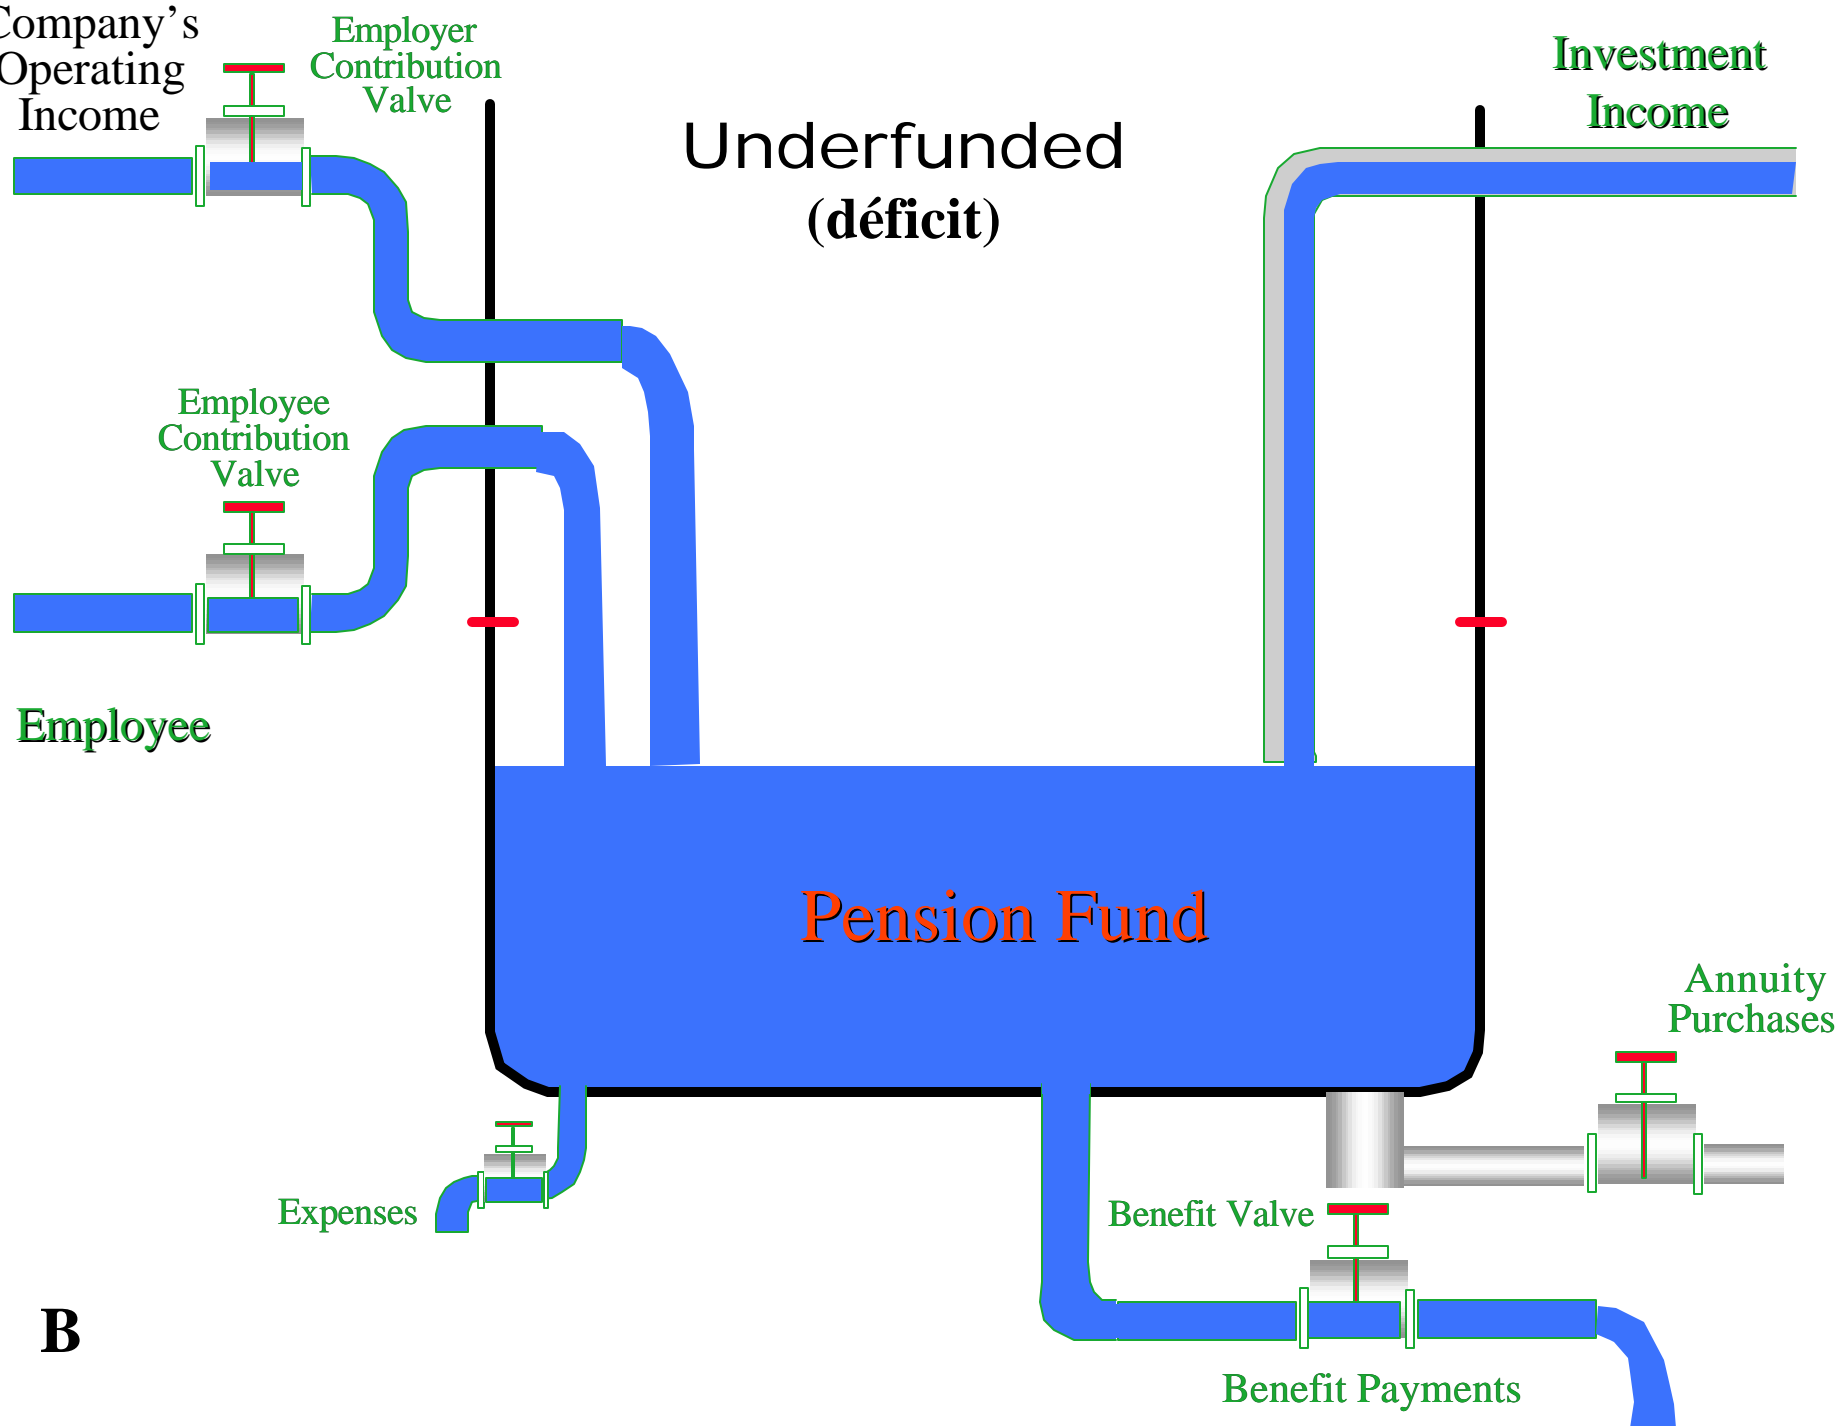 Company’s
Operating
Income
Employer
Contribution
Valve
Underfunded
(déficit)
Investment
Income
Employee
Contribution
Valve
Employee
Pension Fund
Annuity
Purchases
Expenses
Benefit Valve
Benefit Payments
B